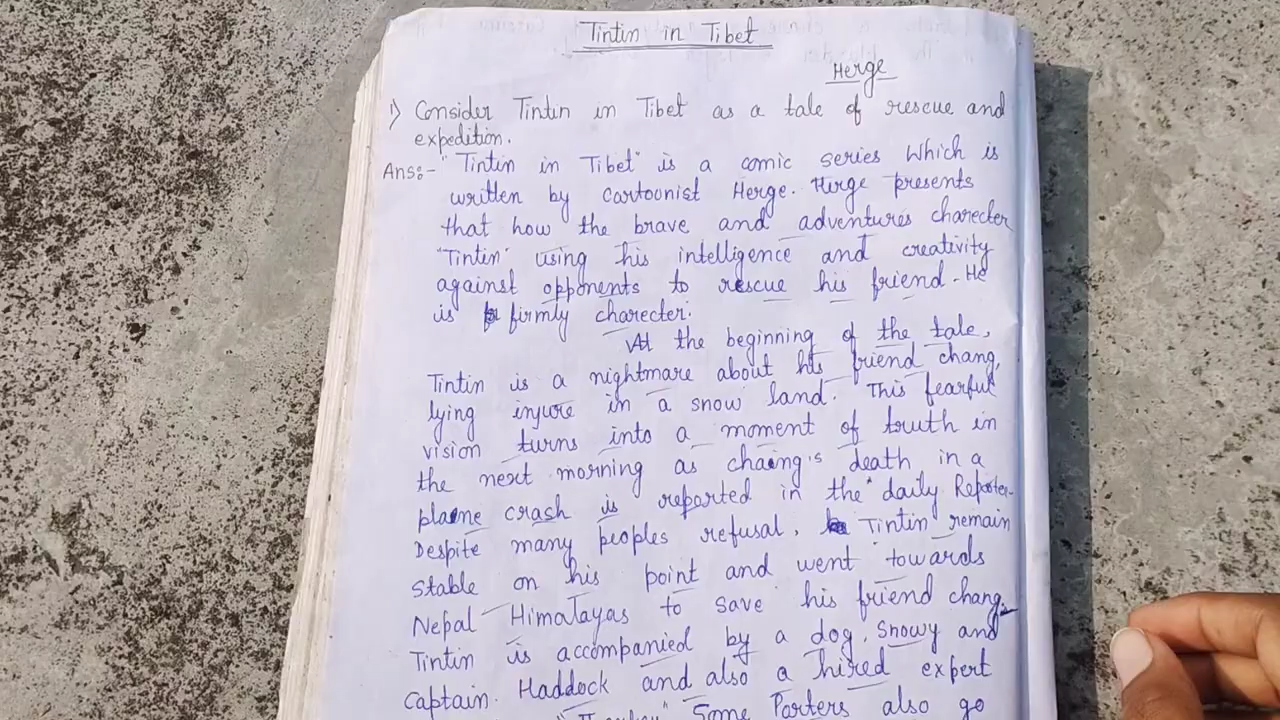 Tintin in Tibet
Herge
1) Consider Tintin in Tibet as a tale of rescue and
expedition.
Ans:- "Tintin in Tibet" is a comic series which is
written by cartoonist Herge. Herge presents
that how the brave and adventures charecter
"Tintin" using his intelligence and creativity
against opponents to rescue his friend. He
is firmly charecter.
At the beginning of the tale,
Tintin is a nightmare about his friend chang,
lying injure in a snow land. This fearful
vision turns into a moment of truth in
the next morning as chang's death in a
plane crash is reported in the "daily Reporter.
Despite many peoples refusal, Tintin remain
stable on his point and went towards
Nepal Himalayas to save his friend chang.
Tintin is accompanied by a dog, Snowy and
Captain. Haddock and also a hired expert
Some Porters also go